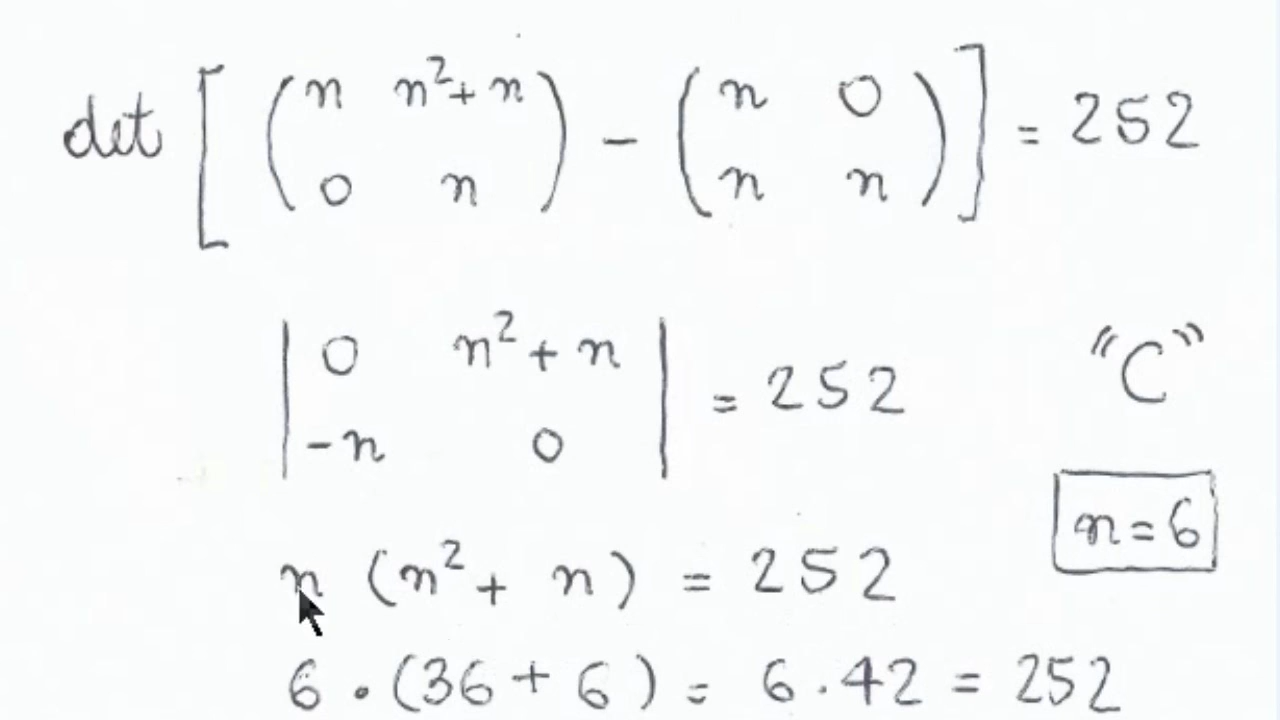 det [ ( n n²+ n ) - ( n 0 ) ] = 252
0 n n n
| 0 n² + n | = 252 "C"
-n 0
n = 6
n (n² + n) = 252
6 . (36 + 6) = 6 . 42 = 252